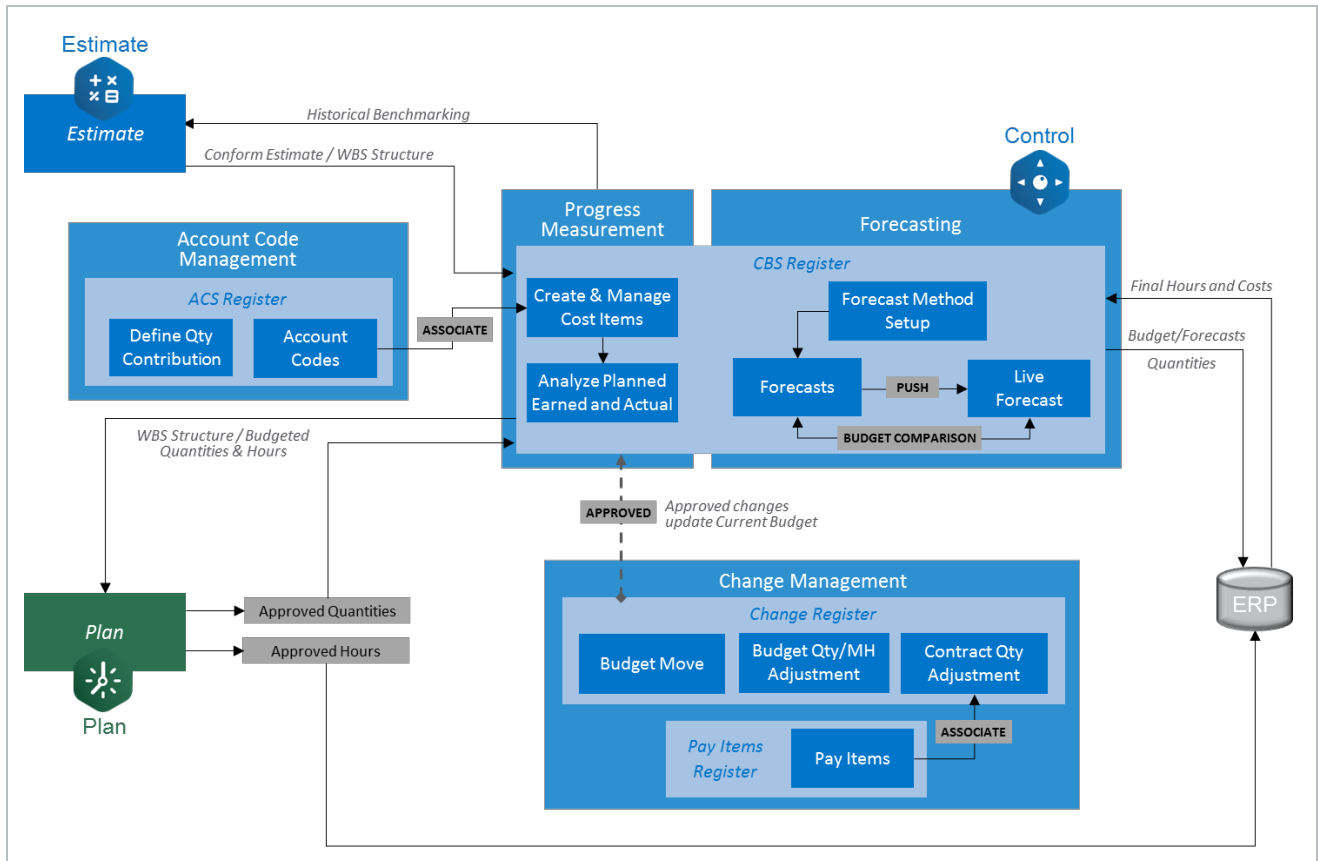 Estimate
Estimate
Historical Benchmarking
Conform Estimate / WBS Structure
Control
Account Code
Management
ACS Register
Define Qty
Contribution
Account
Codes
ASSOCIATE
Progress
Measurement
Forecasting
CBS Register
Create & Manage
Cost Items
Analyze Planned
Earned and Actual
Forecast Method
Setup
Forecasts
PUSH
Live
Forecast
BUDGET COMPARISON
Final Hours and Costs
Budget/Forecasts
Quantities
WBS Structure / Budgeted
Quantities & Hours
APPROVED
Approved changes
update Current Budget
Plan
Plan
Approved Quantities
Approved Hours
Change Management
Change Register
Budget Move
Budget Qty/MH
Adjustment
Contract Qty
Adjustment
ASSOCIATE
Pay Items
Register
Pay Items
ERP